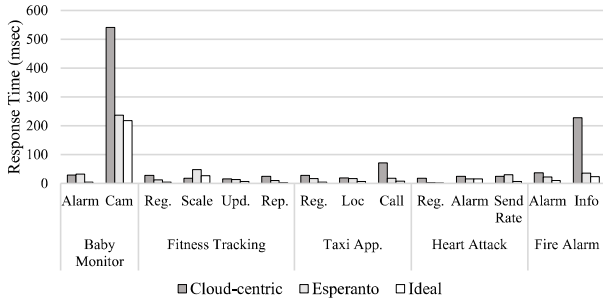 Response Time (msec)
600
500
400
300
200
100
0
Alarm Cam Reg. Scale Upd. Rep. Reg. Loc Call Reg. Alarm Send Rate Alarm Info
Baby Monitor Fitness Tracking Taxi App. Heart Attack Fire Alarm
Cloud-centric Esperanto Ideal